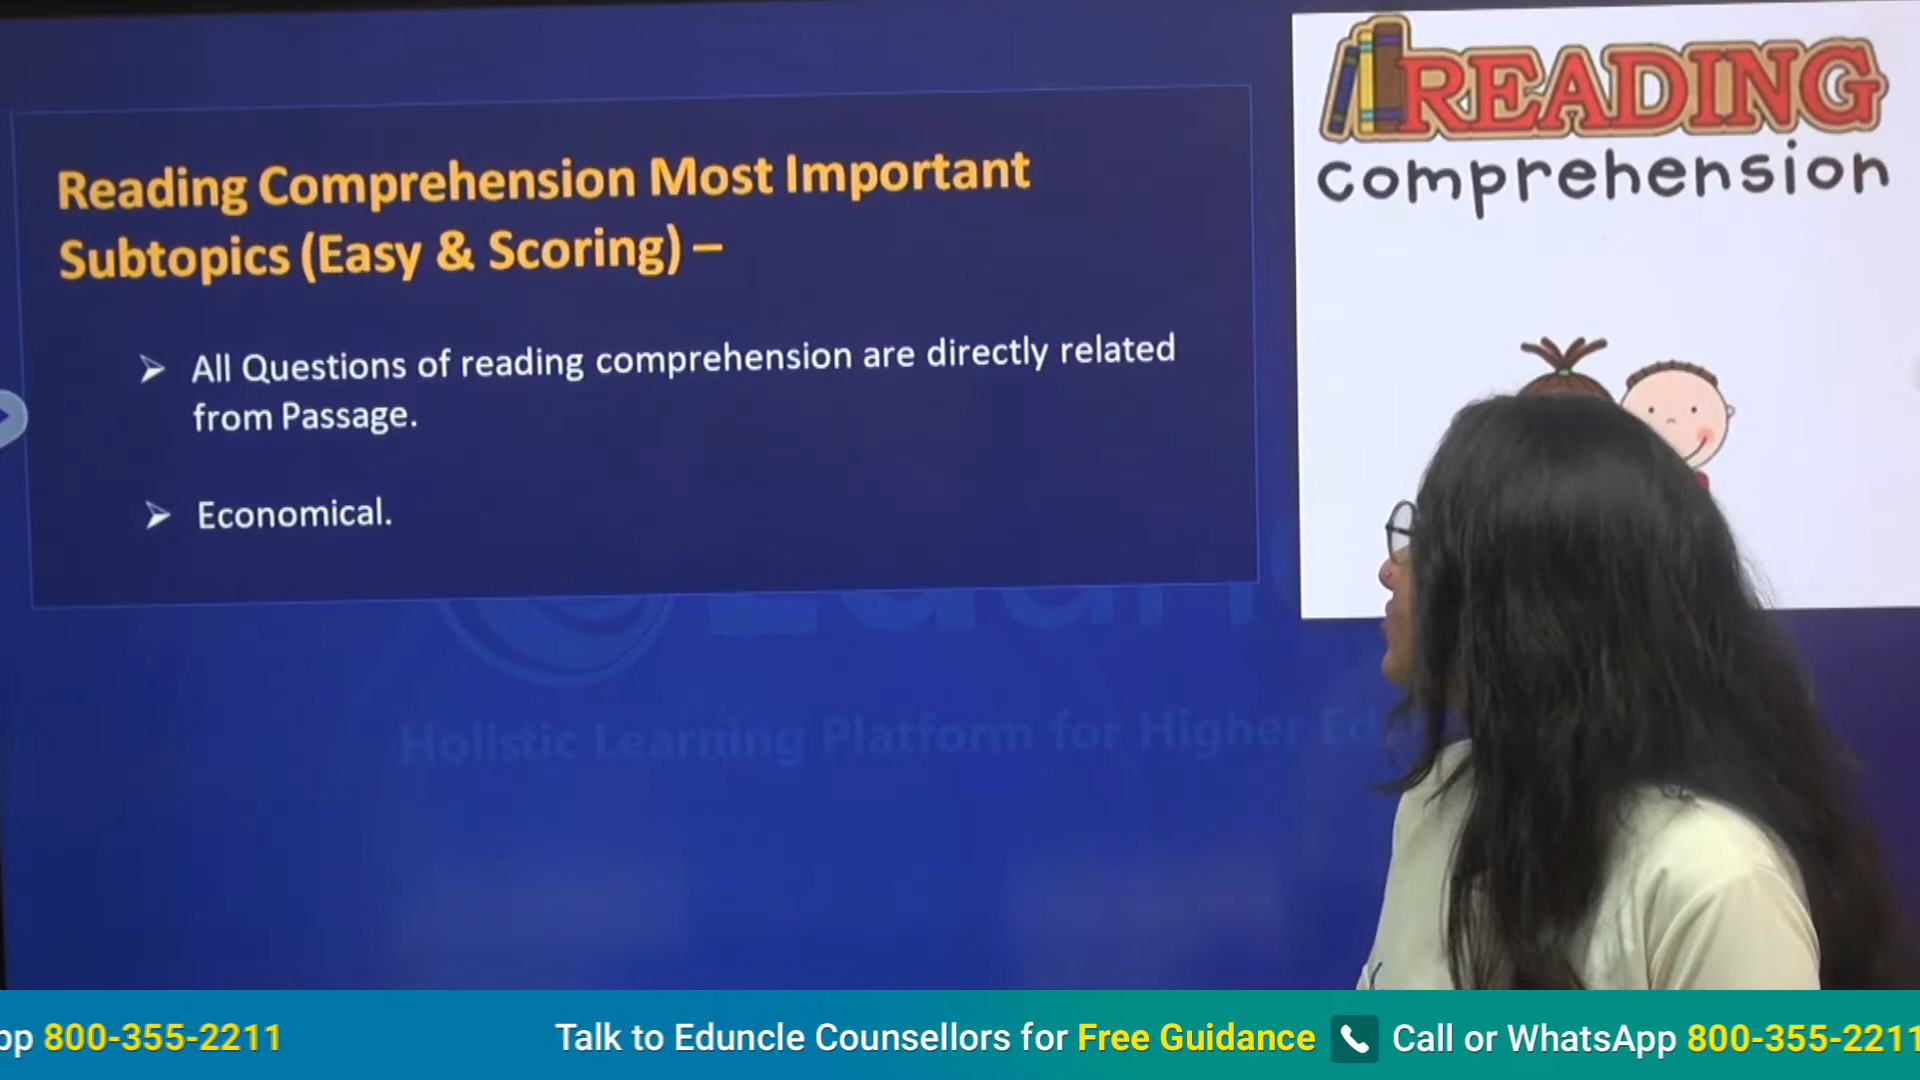 READING
comprehension
Reading Comprehension Most Important
Subtopics (Easy & Scoring) –
All Questions of reading comprehension are directly related
from Passage.
Economical.
Holistic Learning Platform for Higher Ed
800-355-2211
Talk to Eduncle Counsellors for Free Guidance
Call or WhatsApp 800-355-2211